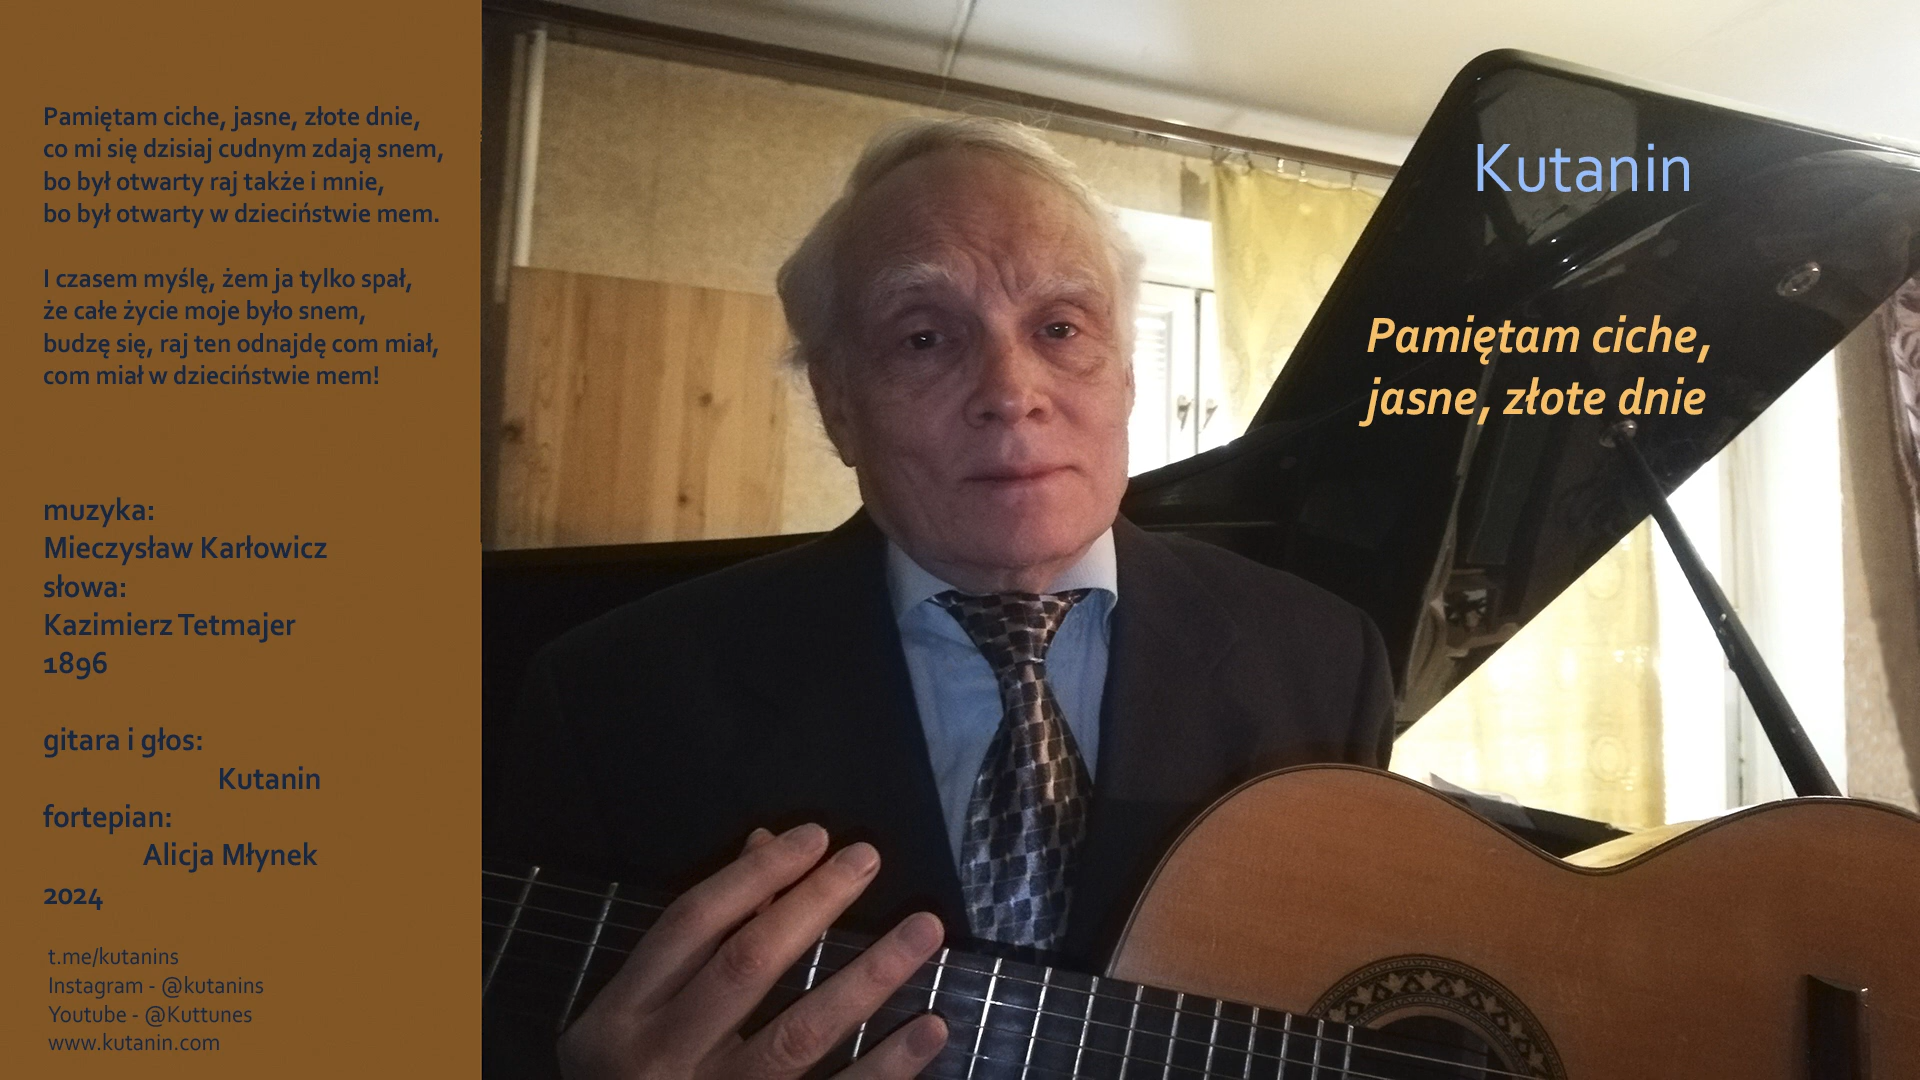 Pamiętam ciche, jasne, złote dnie,
co mi się dzisiaj cudnym zdają snem,
bo był otwarty raj także i mnie,
bo był otwarty w dzieciństwie mem.
I czasem myślę, żem ja tylko spał,
że całe życie moje było snem,
budzę się, raj ten odnajdę com miał,
com miał w dzieciństwie mem!
muzyka:
Mieczysław Karłowicz
słowa:
Kazimierz Tetmajer
1896
gitara i głos:
Kutanin
fortepian:
Alicja Młynek
2024
t.me/kutanins
Instagram - @kutanins
Youtube - @Kuttunes
www.kutanin.com
Kutanin
Pamiętam ciche,
jasne, złote dnie